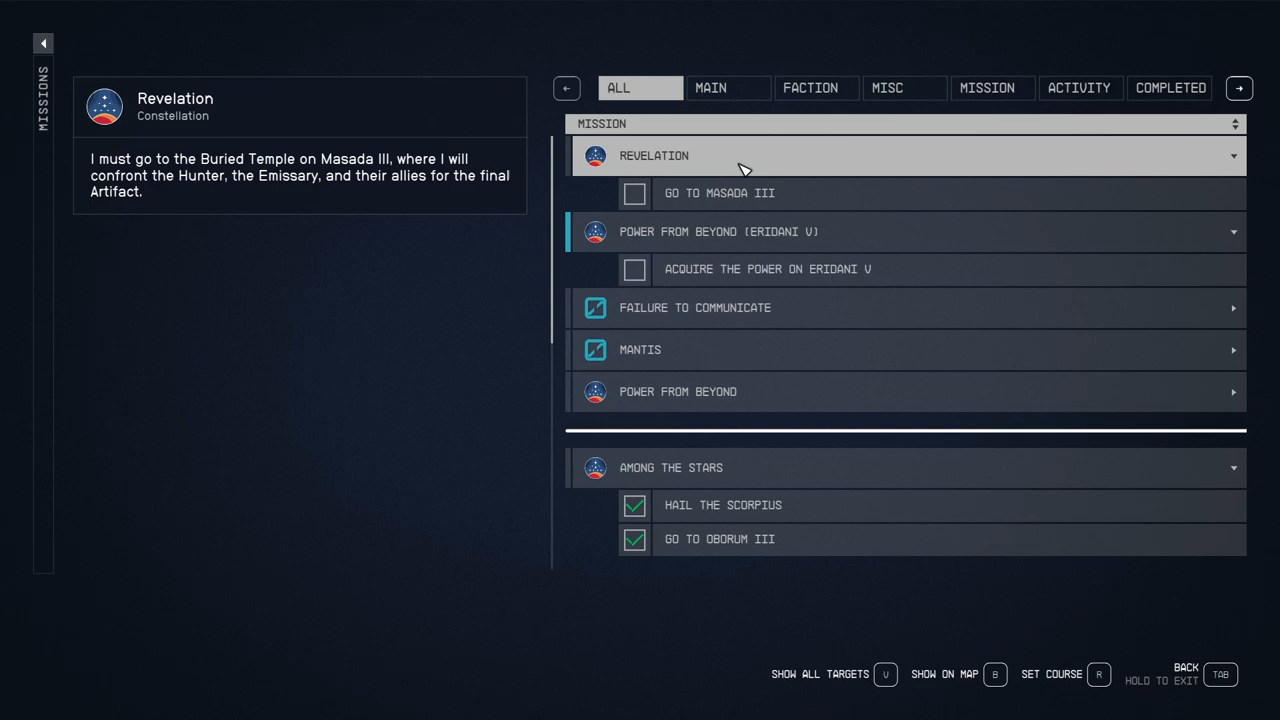 MISSIONS
Revelation
Constellation
I must go to the Buried Temple on Masada III, where I will
confront the Hunter, the Emissary, and their allies for the final
Artifact.
ALL
MAIN
FACTION
MISC
MISSION
ACTIVITY
COMPLETED
MISSION
REVELATION
GO TO MASADA III
POWER FROM BEYOND (ERIDANI V)
ACQUIRE THE POWER ON ERIDANI V
FAILURE TO COMMUNICATE
MANTIS
POWER FROM BEYOND
AMONG THE STARS
HAIL THE SCORPIUS
GO TO OBORUM III
SHOW ALL TARGETS V
SHOW ON MAP B
SET COURSE R
BACK
HOLD TO EXIT
TAB